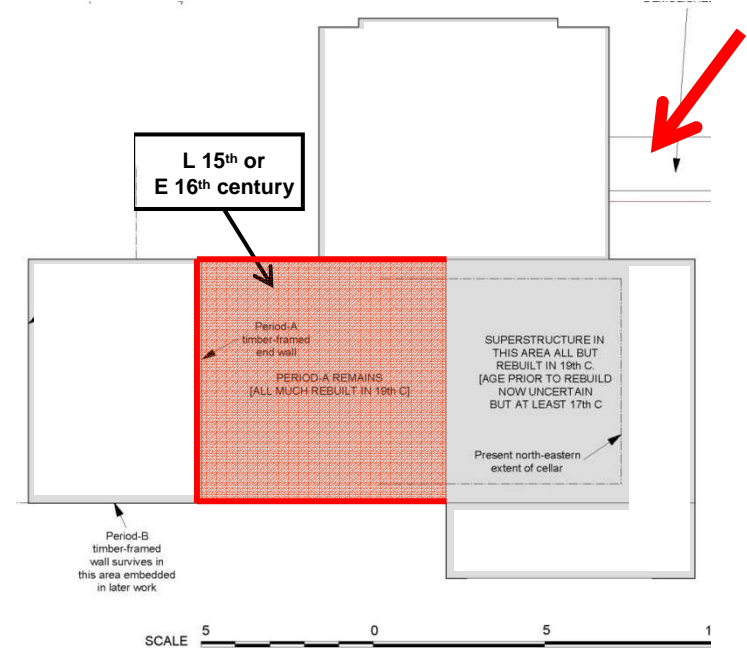 L 15th or
E 16th century
Period-A
timber-framed
end wall
PERIOD-A REMAINS
[ALL MUCH REBUILT IN 19th C]
SUPERSTRUCTURE IN
THIS AREA ALL BUT
REBUILT IN 19th C.
[AGE PRIOR TO REBUILD
NOW UNCERTAIN
BUT AT LEAST 17th C
Present north-eastern
extent of cellar
Period-B
timber-framed
wall survives in
this area embedded
in later work
SCALE 5 0 5 1